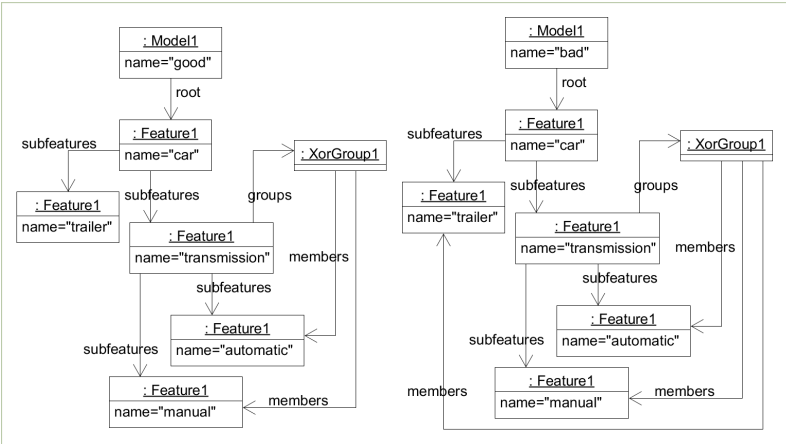 : Model1
name="good"
root
subfeatures
: Feature1
name="car"
: XorGroup1
subfeatures
groups
: Feature1
name="trailer"
: Feature1
name="transmission"
members
subfeatures
: Feature1
name="automatic"
subfeatures
: Feature1
name="manual"
members
: Model1
name="bad"
root
subfeatures
: Feature1
name="car"
: XorGroup1
subfeatures
groups
: Feature1
name="trailer"
: Feature1
name="transmission"
members
subfeatures
: Feature1
name="automatic"
subfeatures
: Feature1
name="manual"
members
members